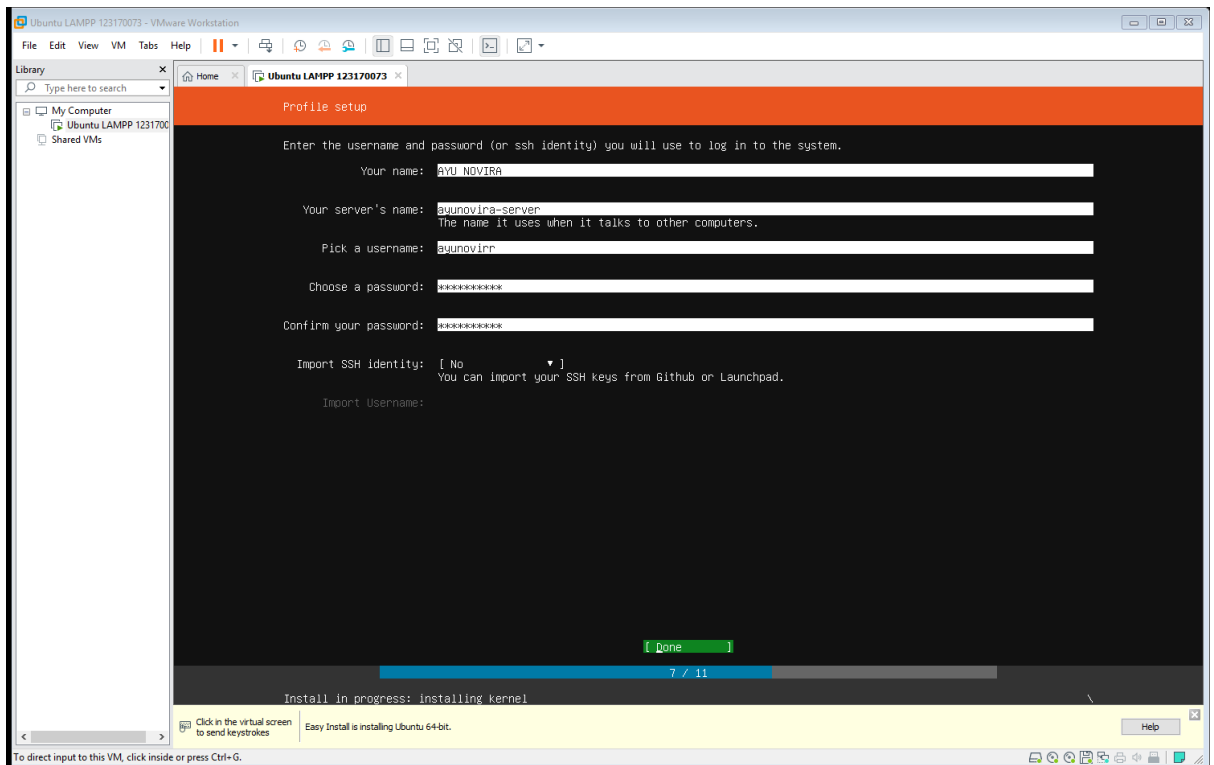 Ubuntu LAMPP 123170073 - VMware Workstation
File Edit View VM Tabs Help
Library
Type here to search
My Computer
Ubuntu LAMPP 1231700
Shared VMs
Home
Ubuntu LAMPP 123170073
Profile setup
Enter the username and password (or ssh identity) you will use to log in to the system.
Your name: AYU NOVIRA
Your server's name: ayunovira-server
The name it uses when it talks to other computers.
Pick a username: ayunovirr
Choose a password: **********
Confirm your password: **********
Import SSH identity: [ No ▾ ]
You can import your SSH keys from Github or Launchpad.
Import Username:
[ Done ]
7 / 11
Install in progress: installing kernel \
Click in the virtual screen
to send keystrokes
Easy Install is installing Ubuntu 64-bit.
Help
To direct input to this VM, click inside or press Ctrl+G.